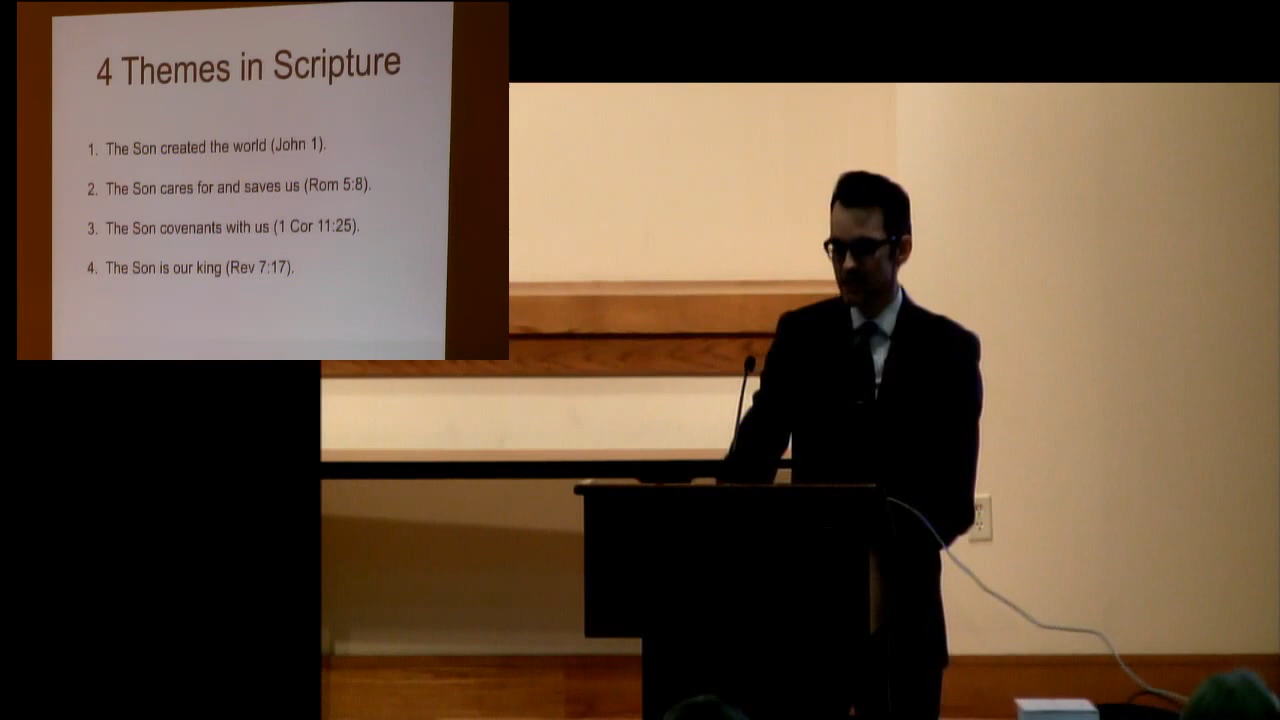 4 Themes in Scripture
1. The Son created the world (John 1).
2. The Son cares for and saves us (Rom 5:8).
3. The Son covenants with us (1 Cor 11:25).
4. The Son is our king (Rev 7:17).